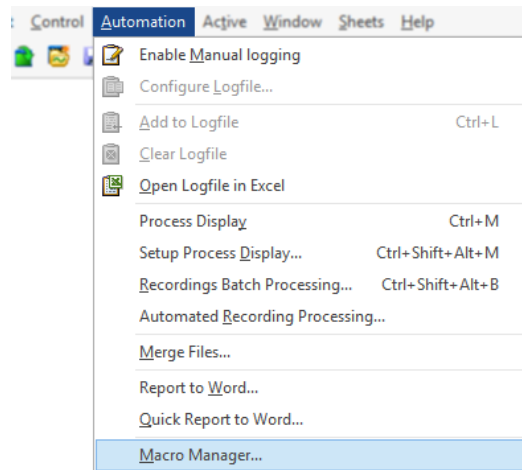 Control Automation Active Window Sheets Help
Enable Manual logging
Configure Logfile...
Add to Logfile Ctrl+L
Clear Logfile
Open Logfile in Excel
Process Display Ctrl+M
Setup Process Display... Ctrl+Shift+Alt+M
Recordings Batch Processing... Ctrl+Shift+Alt+B
Automated Recording Processing...
Merge Files...
Report to Word...
Quick Report to Word...
Macro Manager...